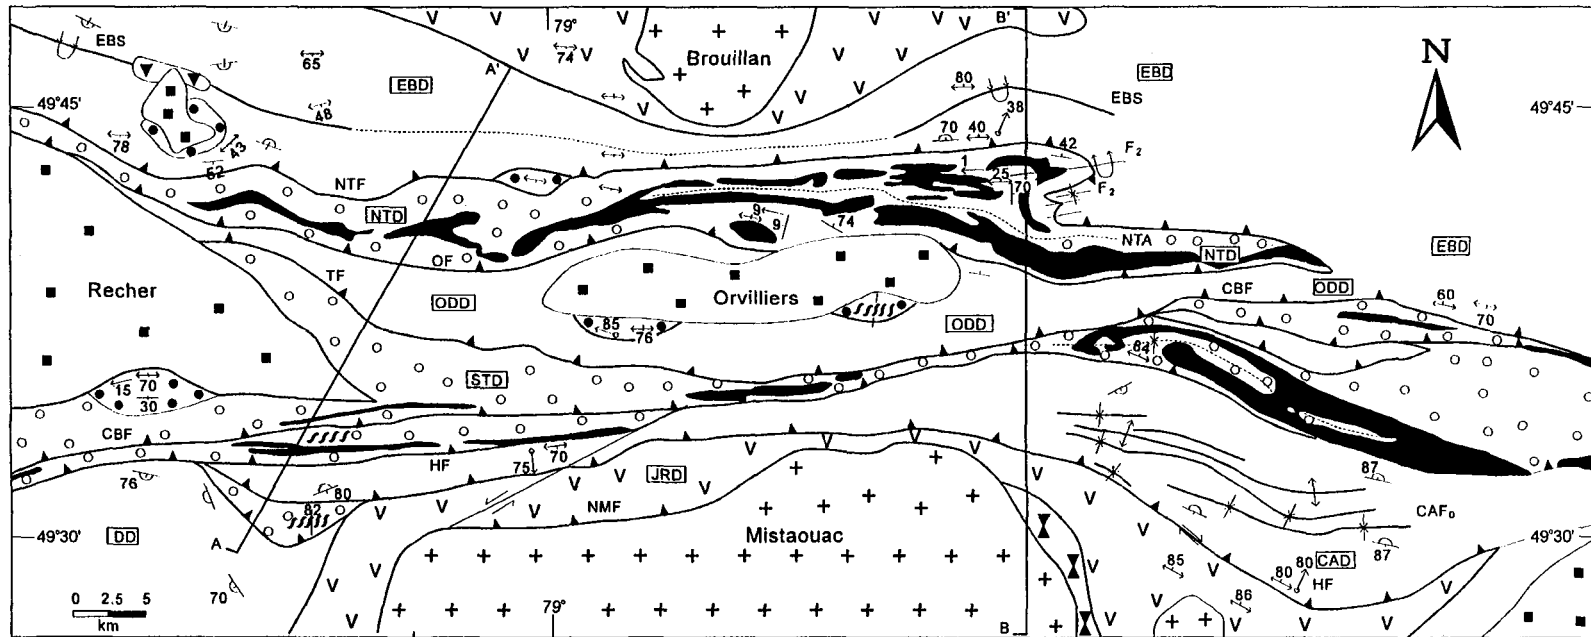 79°
B'
N
EBS
Brouillan
65
74
A'
EBD
80
EBD
49°45'
38
EBS
49°45'
48
78
43
70
40
42
F2
52
1
25
70
F2
NTF
NTD
9
9
74
NTA
NTD
EBD
OF
TF
Recher
ODD
Orvilliers
CBF
ODD
85
76
ODD
60
70
84
STD
15
70
30
CBF
HF
75
70
76
80
JRD
87
NMF
82
CAF0
49°30'
DD
A
Mistaouac
49°30'
87
CAD
85
80
80
HF
70
86
0 2.5 5
km
79°
B